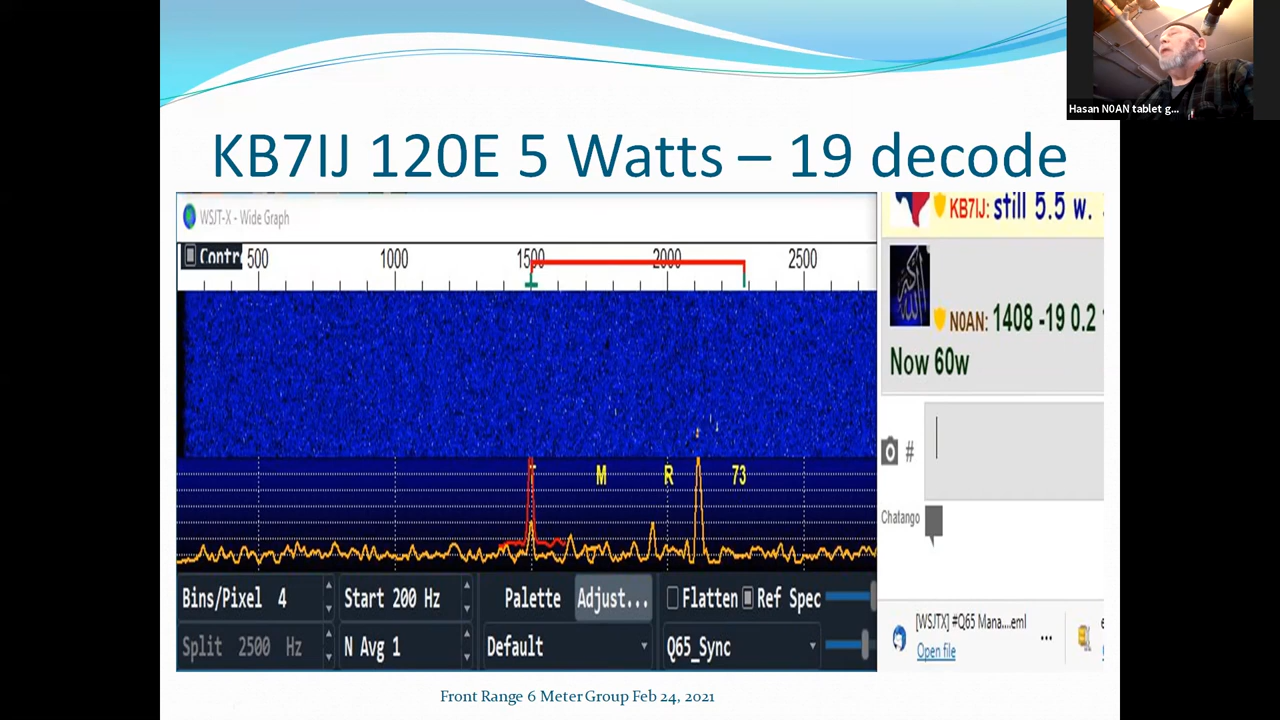 Hasan N0AN tablet g...
KB7IJ 120E 5 Watts – 19 decode
WSJT-X - Wide Graph
Contr 500 1000 1500 2000 2500
M R 73
Bins/Pixel 4 Start 200 Hz Palette Adjust... Flatten Ref Spec
Split 2500 Hz N Avg 1 Default Q65_Sync
KB7IJ: still 5.5 w.
N0AN: 1408 -19 0.2
Now 60w
#
Chatango
[WSJTX] #Q65 Mana....eml
...
Open file
Front Range 6 Meter Group Feb 24, 2021